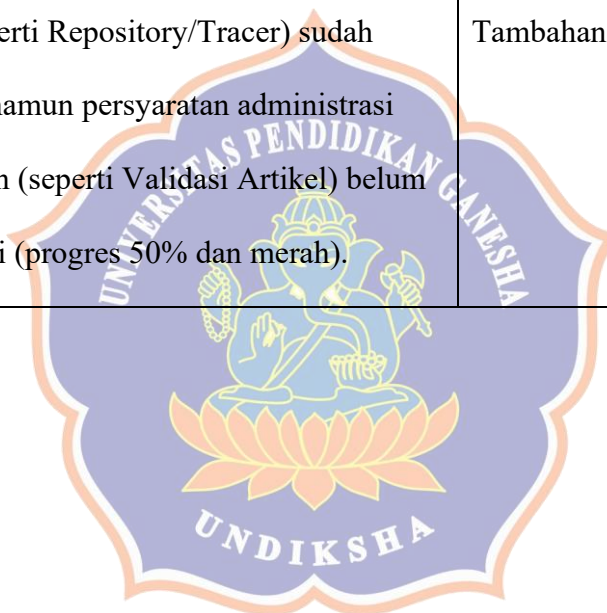 erti Repository/Tracer) sudah
Tambahan
namun persyaratan administrasi
n (seperti Validasi Artikel) belum
i (progres 50% dan merah).
UNIVERSITAS PENDIDIKAN GANESHA
UNDIKSHA